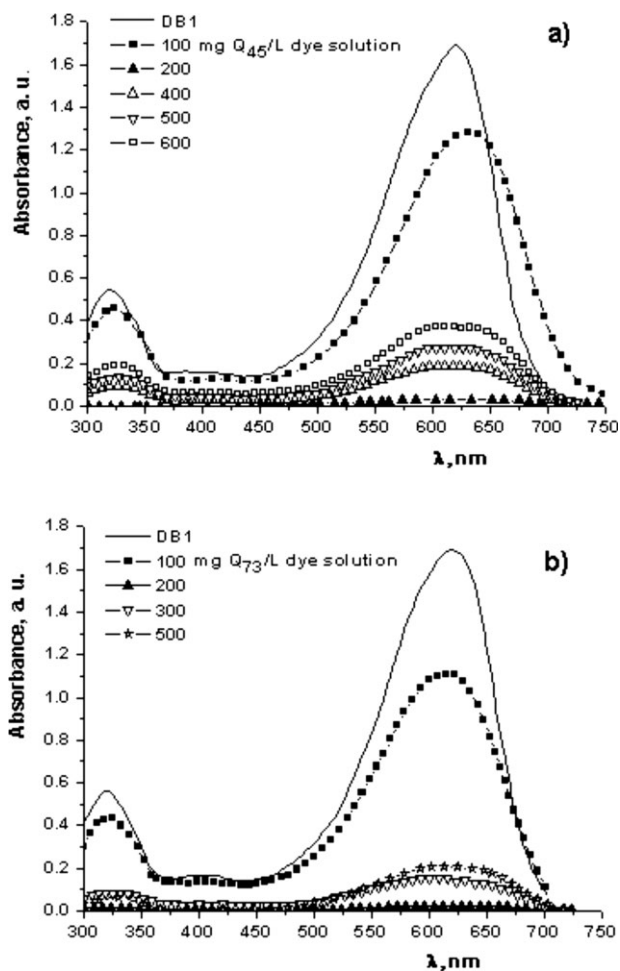 a)
DB1
100 mg Q45/L dye solution
200
400
500
600
Absorbance, a. u.
1.8
1.6
1.4
1.2
1.0
0.8
0.6
0.4
0.2
0.0
300 350 400 450 500 550 600 650 700 750
λ,nm
b)
DB1
100 mg Q73/L dye solution
200
300
500
Absorbance, a. u.
1.8
1.6
1.4
1.2
1.0
0.8
0.6
0.4
0.2
0.0
300 350 400 450 500 550 600 650 700 750
λ,nm